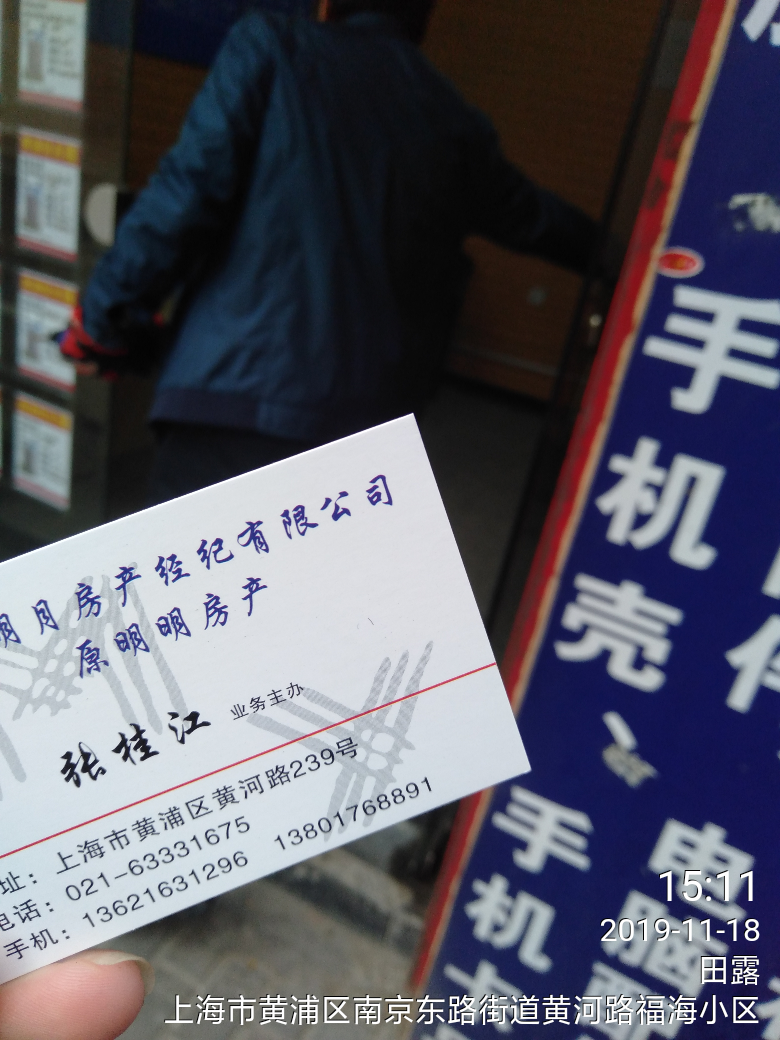 明月房产经纪有限公司
原明明房产
张桂江 业务主办
址：上海市黄浦区黄河路239号
电话：021-63331675
手机：13621631296 13801768891
手机壳、
手机
电脑
15:11
2019-11-18
田露
上海市黄浦区南京东路街道黄河路福海小区